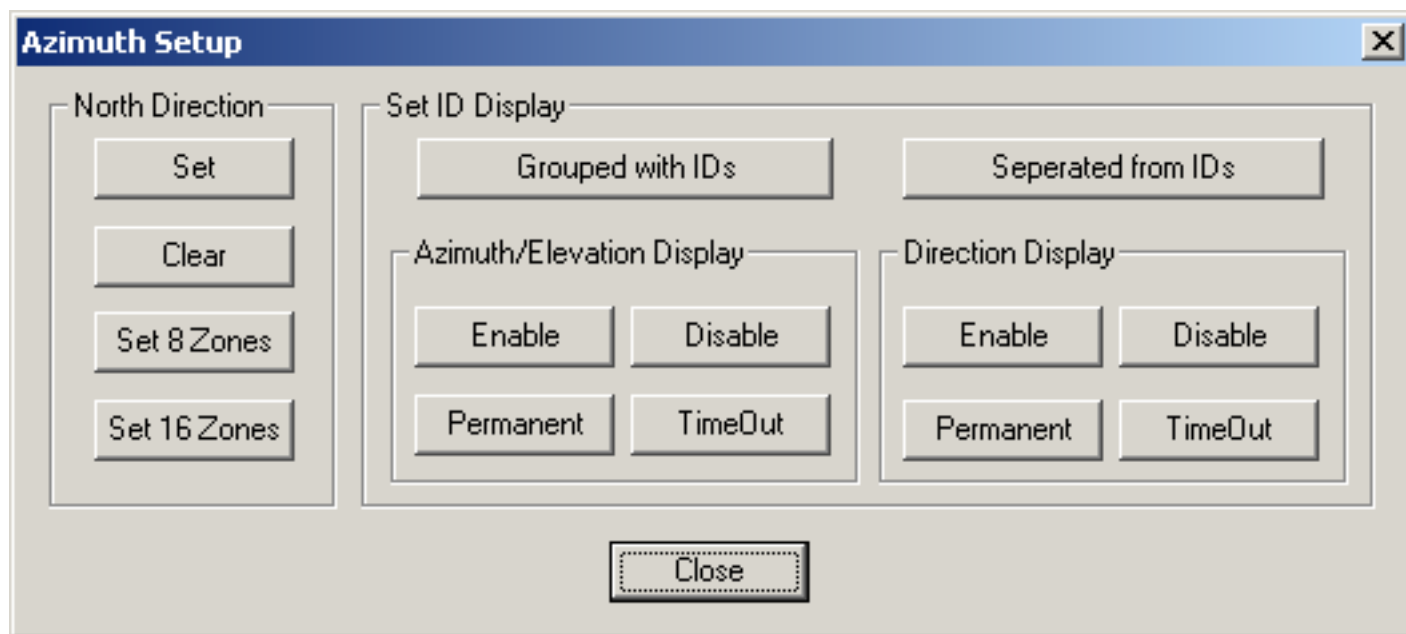 Azimuth Setup
North Direction
Set
Clear
Set 8 Zones
Set 16 Zones
Set ID Display
Grouped with IDs
Seperated from IDs
Azimuth/Elevation Display
Enable
Disable
Permanent
TimeOut
Direction Display
Enable
Disable
Permanent
TimeOut
Close